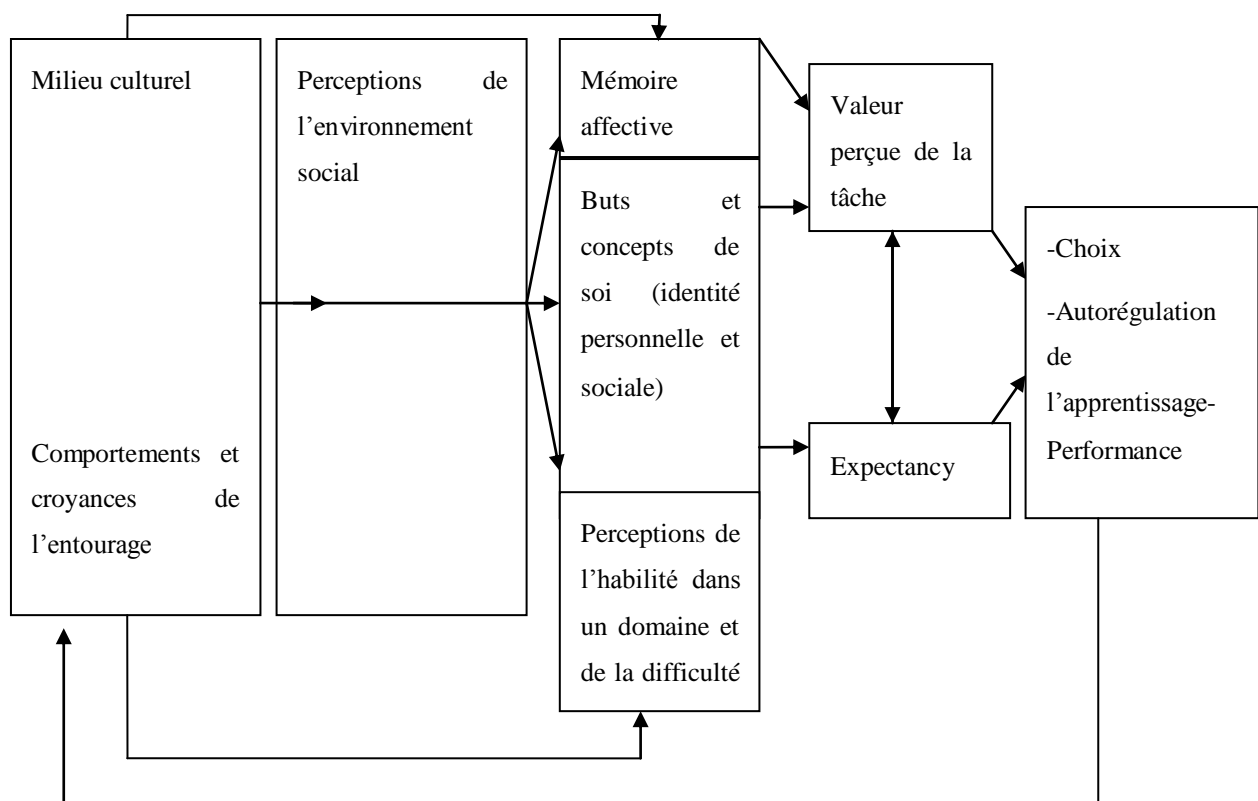 Milieu culturel
Comportements et
croyances de
l'entourage
Perceptions de
l'environnement
social
Mémoire
affective
Buts et
concepts de
soi (identité
personnelle et
sociale)
Perceptions de
l'habilité dans
un domaine et
de la difficulté
Valeur
perçue de la
tâche
Expectancy
-Choix
-Autorégulation
de
l'apprentissage-
Performance